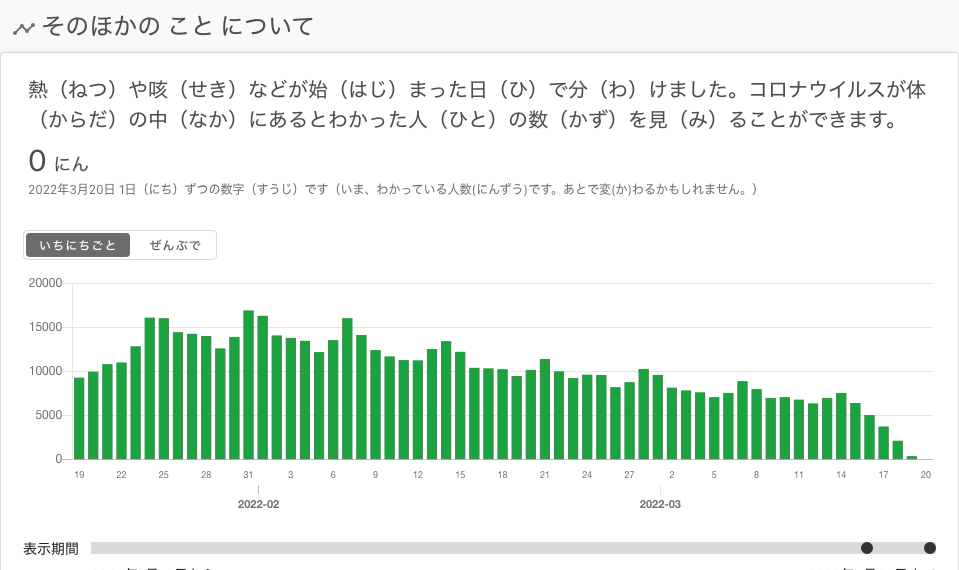 そのほかの こと について
熱（ねつ）や咳（せき）などが始（はじ）まった日（ひ）で分（わ）けました。コロナウイルスが体
（からだ）の中（なか）にあるとわかった人（ひと）の数（かず）を見（み）ることができます。
0 にん
2022年3月20日 1日（にち）ずつの数字（すうじ）です（いま、わかっている人数(にんずう)です。あとで変(か)わるかもしれません。）
いちにちごと ぜんぶで
20000
15000
10000
5000
0
19 22 25 28 31 3 6 9 12 15 18 21 24 27 2 5 8 11 14 17 20
2022-02 2022-03
表示期間